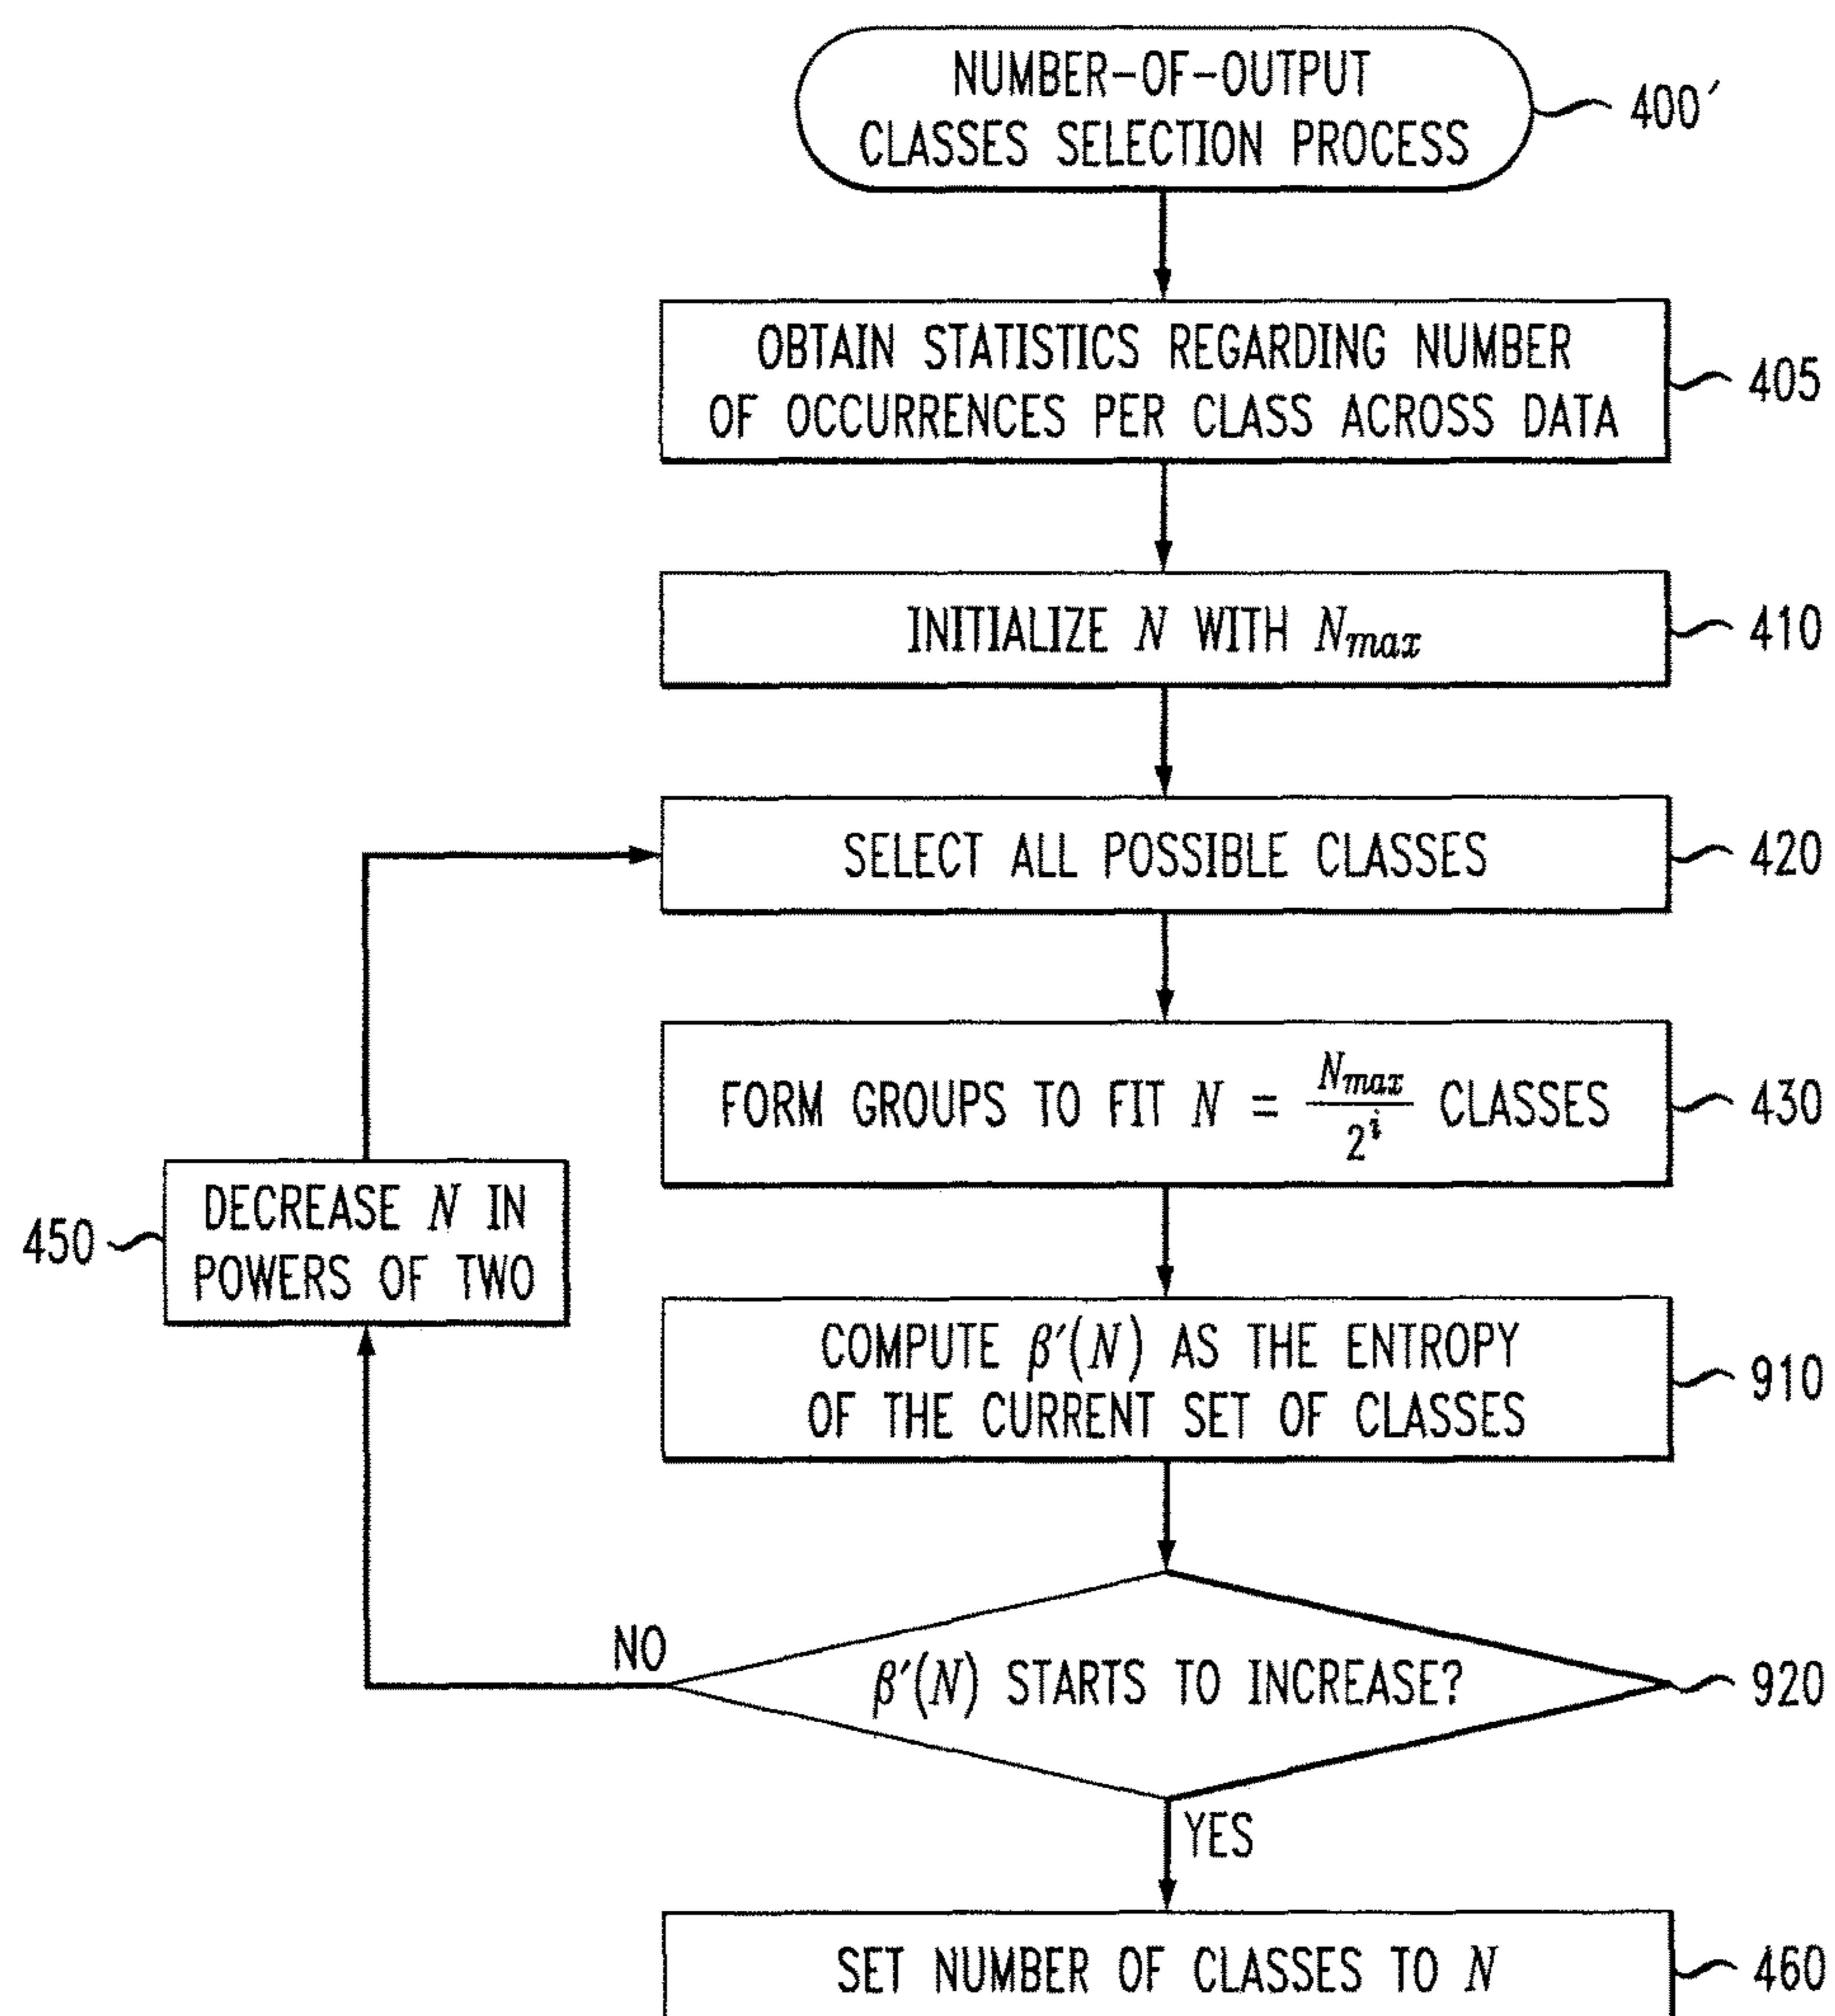 NUMBER-OF-OUTPUT
CLASSES SELECTION PROCESS
400′
OBTAIN STATISTICS REGARDING NUMBER
OF OCCURRENCES PER CLASS ACROSS DATA
405
INITIALIZE N WITH N_max
410
SELECT ALL POSSIBLE CLASSES
420
FORM GROUPS TO FIT N = N_max / 2^i CLASSES
430
DECREASE N IN
POWERS OF TWO
450
COMPUTE β′(N) AS THE ENTROPY
OF THE CURRENT SET OF CLASSES
910
NO
β′(N) STARTS TO INCREASE?
920
YES
SET NUMBER OF CLASSES TO N
460